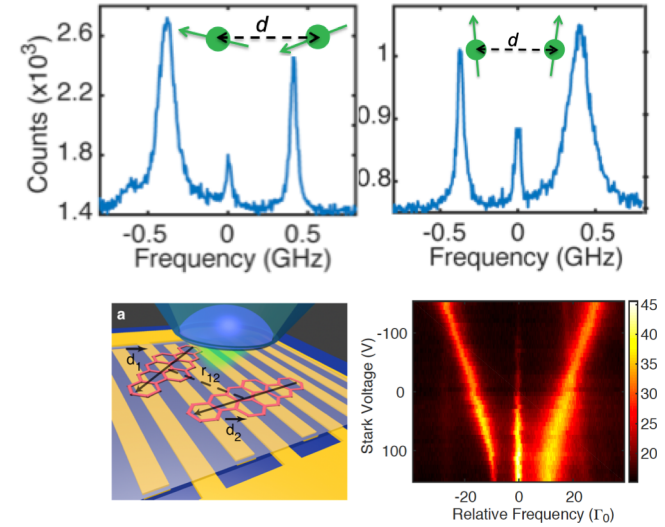 2.6
2.2
1.8
1.4
Counts (x10³)
d
-0.5
0
0.5
Frequency (GHz)
1
0.9
0.8
d
-0.5
0
0.5
Frequency (GHz)
a
d₁
r₁₂
d₂
-100
0
100
Stark Voltage (V)
-20
0
20
Relative Frequency (Γ₀)
45
40
35
30
25
20